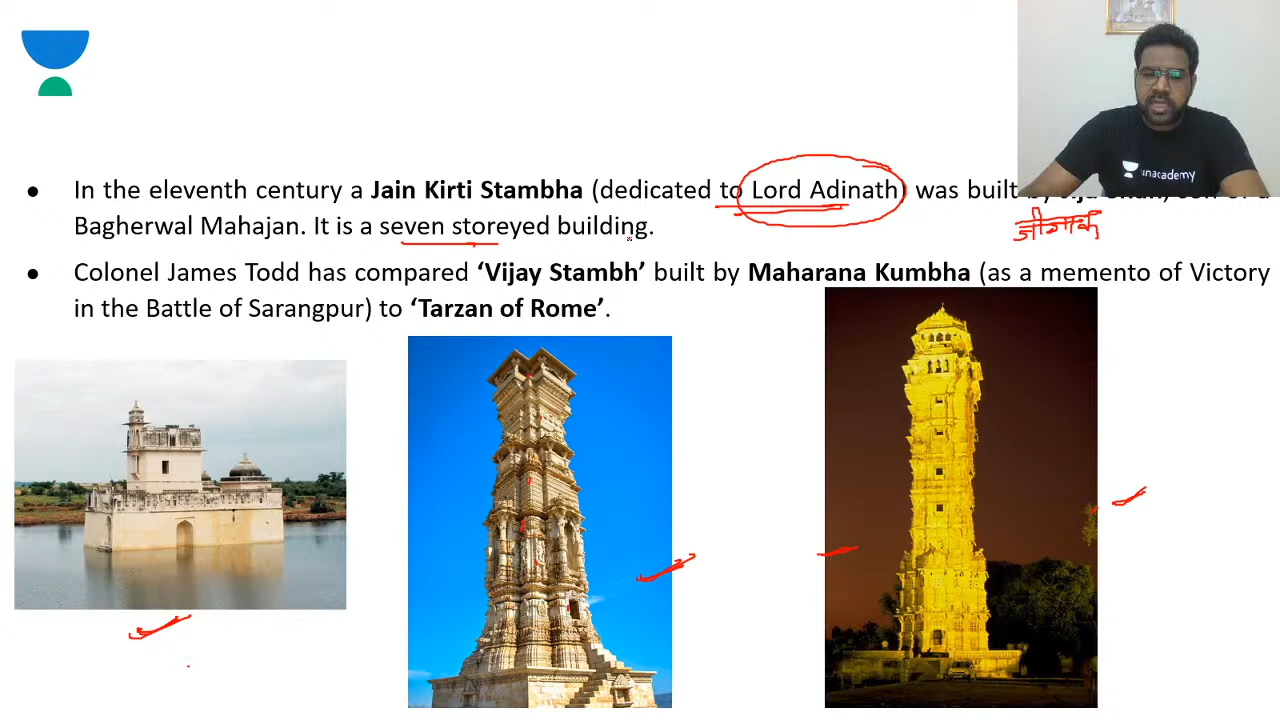 In the eleventh century a Jain Kirti Stambha (dedicated to Lord Adinath) was built
Bagherwal Mahajan. It is a seven storeyed building.
Colonel James Todd has compared ‘Vijay Stambh’ built by Maharana Kumbha (as a memento of Victory
in the Battle of Sarangpur) to ‘Tarzan of Rome’.
unacademy